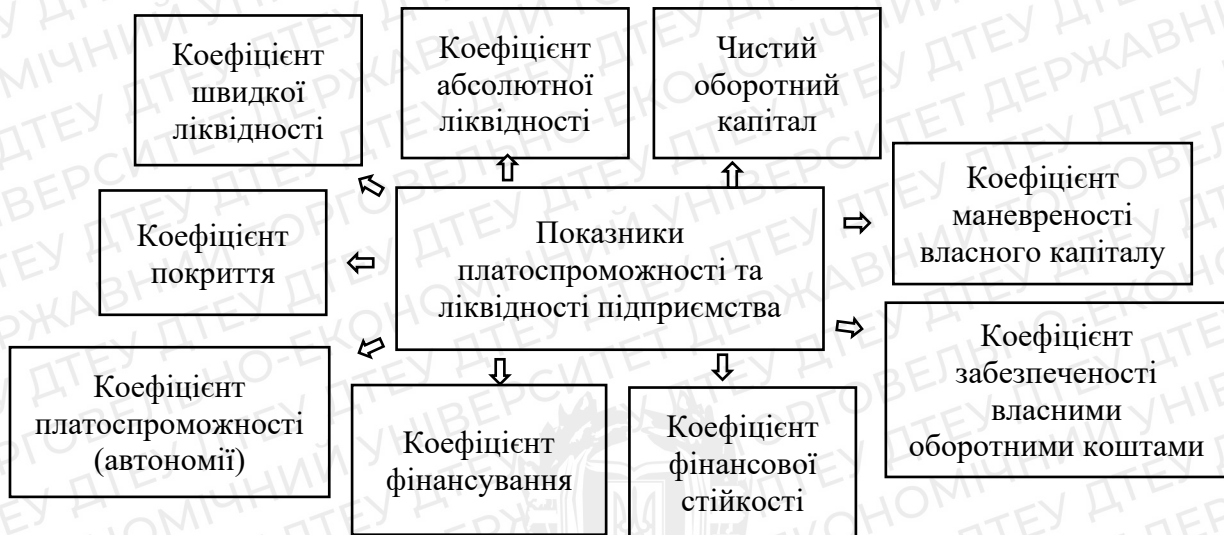 Коефіцієнт
швидкої
ліквідності
Коефіцієнт
абсолютної
ліквідності
Чистий
оборотний
капітал
Коефіцієнт
покриття
Показники
платоспроможності та
ліквідності підприємства
Коефіцієнт
маневреності
власного капіталу
Коефіцієнт
платоспроможності
(автономії)
Коефіцієнт
фінансування
Коефіцієнт
фінансової
стійкості
Коефіцієнт
забезпеченості
власними
оборотними коштами